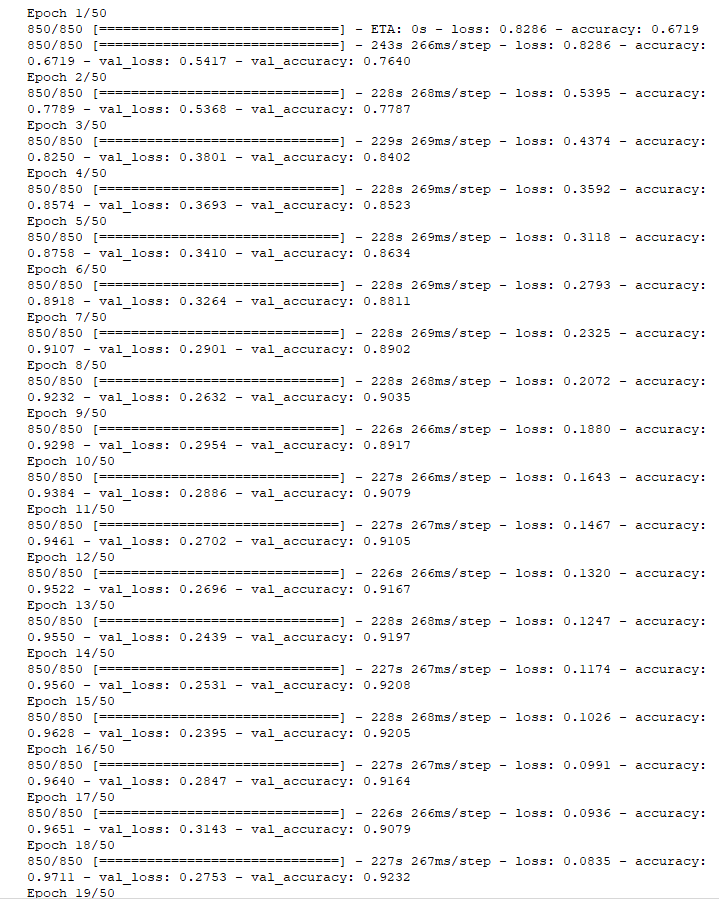 Epoch 1/50
850/850 [==============================] - ETA: 0s - loss: 0.8286 - accuracy: 0.6719
850/850 [==============================] - 243s 266ms/step - loss: 0.8286 - accuracy:
0.6719 - val_loss: 0.5417 - val_accuracy: 0.7640
Epoch 2/50
850/850 [==============================] - 228s 268ms/step - loss: 0.5395 - accuracy:
0.7789 - val_loss: 0.5368 - val_accuracy: 0.7787
Epoch 3/50
850/850 [==============================] - 229s 269ms/step - loss: 0.4374 - accuracy:
0.8250 - val_loss: 0.3801 - val_accuracy: 0.8402
Epoch 4/50
850/850 [==============================] - 228s 269ms/step - loss: 0.3592 - accuracy:
0.8574 - val_loss: 0.3693 - val_accuracy: 0.8523
Epoch 5/50
850/850 [==============================] - 228s 269ms/step - loss: 0.3118 - accuracy:
0.8758 - val_loss: 0.3410 - val_accuracy: 0.8634
Epoch 6/50
850/850 [==============================] - 228s 269ms/step - loss: 0.2793 - accuracy:
0.8918 - val_loss: 0.3264 - val_accuracy: 0.8811
Epoch 7/50
850/850 [==============================] - 228s 269ms/step - loss: 0.2325 - accuracy:
0.9107 - val_loss: 0.2901 - val_accuracy: 0.8902
Epoch 8/50
850/850 [==============================] - 228s 268ms/step - loss: 0.2072 - accuracy:
0.9232 - val_loss: 0.2632 - val_accuracy: 0.9035
Epoch 9/50
850/850 [==============================] - 226s 266ms/step - loss: 0.1880 - accuracy:
0.9298 - val_loss: 0.2954 - val_accuracy: 0.8917
Epoch 10/50
850/850 [==============================] - 227s 266ms/step - loss: 0.1643 - accuracy:
0.9384 - val_loss: 0.2886 - val_accuracy: 0.9079
Epoch 11/50
850/850 [==============================] - 227s 267ms/step - loss: 0.1467 - accuracy:
0.9461 - val_loss: 0.2702 - val_accuracy: 0.9105
Epoch 12/50
850/850 [==============================] - 226s 266ms/step - loss: 0.1320 - accuracy:
0.9522 - val_loss: 0.2696 - val_accuracy: 0.9167
Epoch 13/50
850/850 [==============================] - 228s 268ms/step - loss: 0.1247 - accuracy:
0.9550 - val_loss: 0.2439 - val_accuracy: 0.9197
Epoch 14/50
850/850 [==============================] - 227s 267ms/step - loss: 0.1174 - accuracy:
0.9560 - val_loss: 0.2531 - val_accuracy: 0.9208
Epoch 15/50
850/850 [==============================] - 228s 268ms/step - loss: 0.1026 - accuracy:
0.9628 - val_loss: 0.2395 - val_accuracy: 0.9205
Epoch 16/50
850/850 [==============================] - 227s 267ms/step - loss: 0.0991 - accuracy:
0.9640 - val_loss: 0.2847 - val_accuracy: 0.9164
Epoch 17/50
850/850 [==============================] - 226s 266ms/step - loss: 0.0936 - accuracy:
0.9651 - val_loss: 0.3143 - val_accuracy: 0.9079
Epoch 18/50
850/850 [==============================] - 227s 267ms/step - loss: 0.0835 - accuracy:
0.9711 - val_loss: 0.2753 - val_accuracy: 0.9232
Epoch 19/50